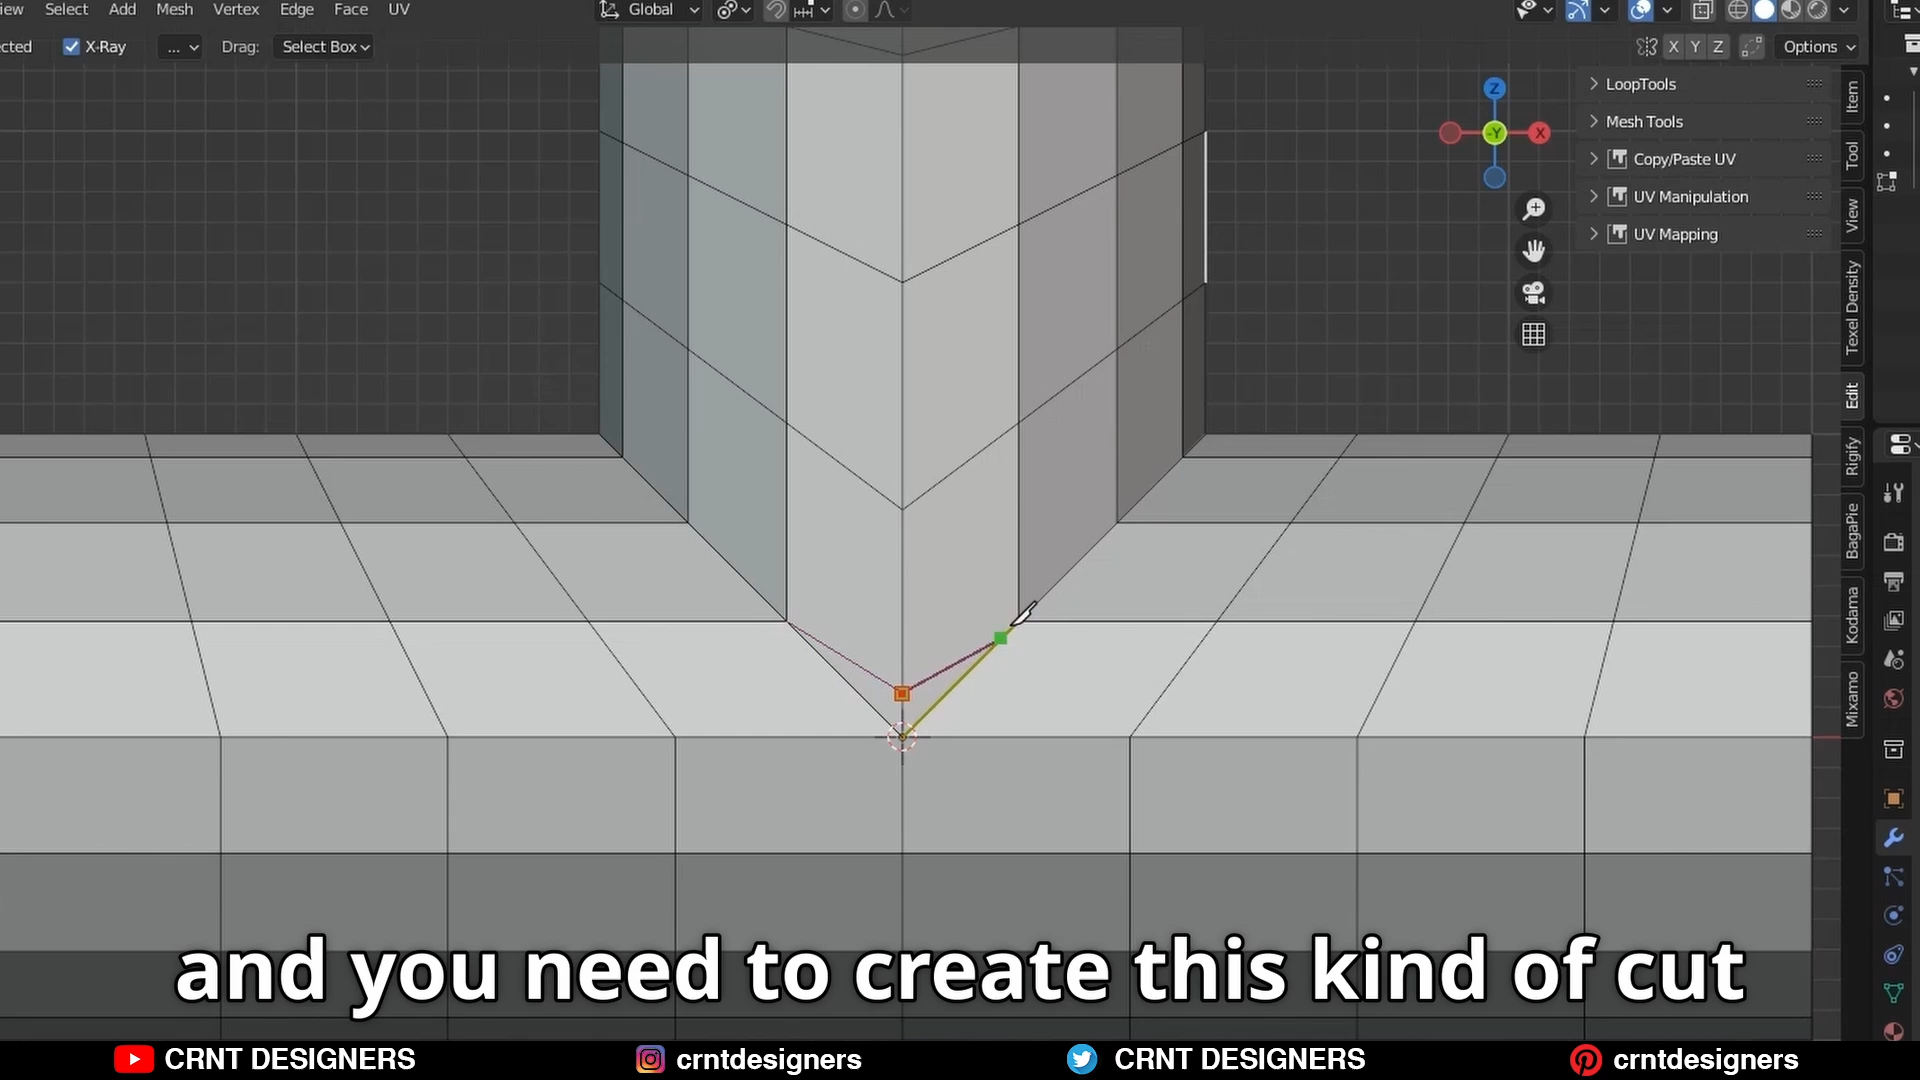 iew Select Add Mesh Vertex Edge Face UV Global
cted X-Ray ... Drag: Select Box X Y Z Options
LoopTools
Mesh Tools
Copy/Paste UV
UV Manipulation
UV Mapping
Z
-Y X
Item
Tool
View
Texel Density
Edit
Rigify
BagaPie
Kodama
Mixamo
and you need to create this kind of cut
CRNT DESIGNERS crntdesigners CRNT DESIGNERS crntdesigners